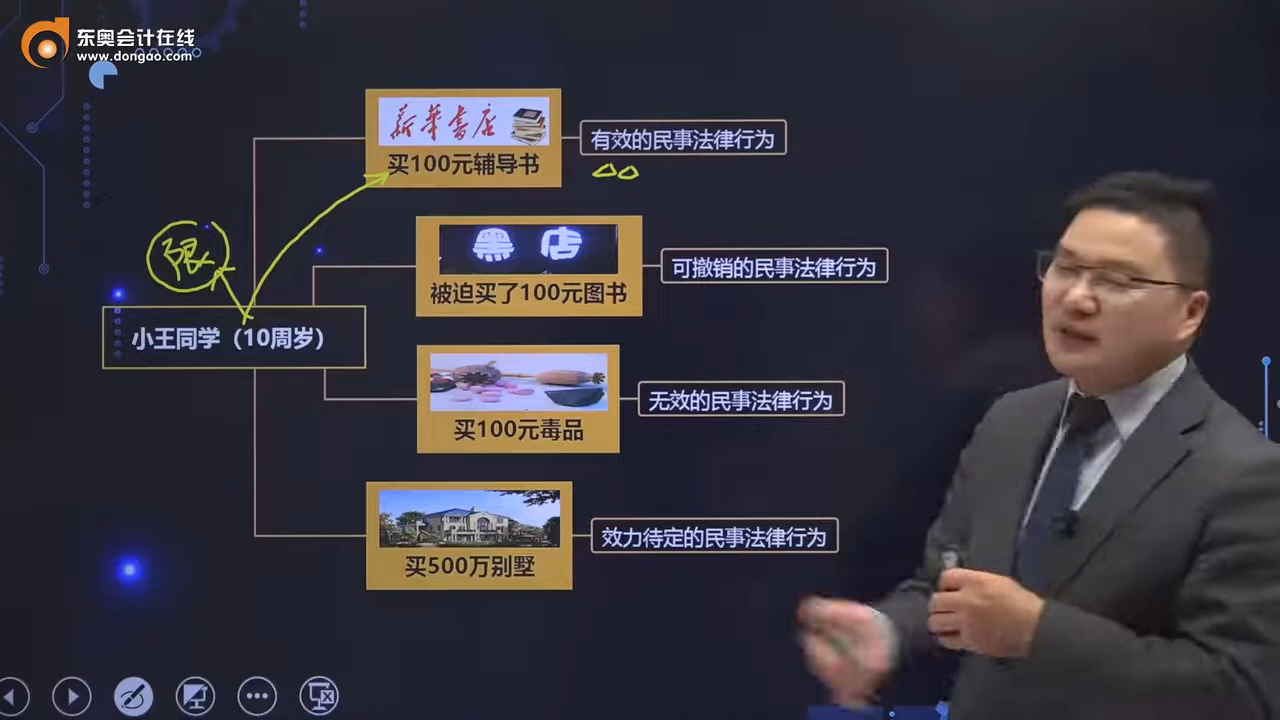 东奥会计在线
www.dongao.com
新华书店
买100元辅导书
有效的民事法律行为
限
黑店
被迫买了100元图书
可撤销的民事法律行为
小王同学（10周岁）
买100元毒品
无效的民事法律行为
买500万别墅
效力待定的民事法律行为